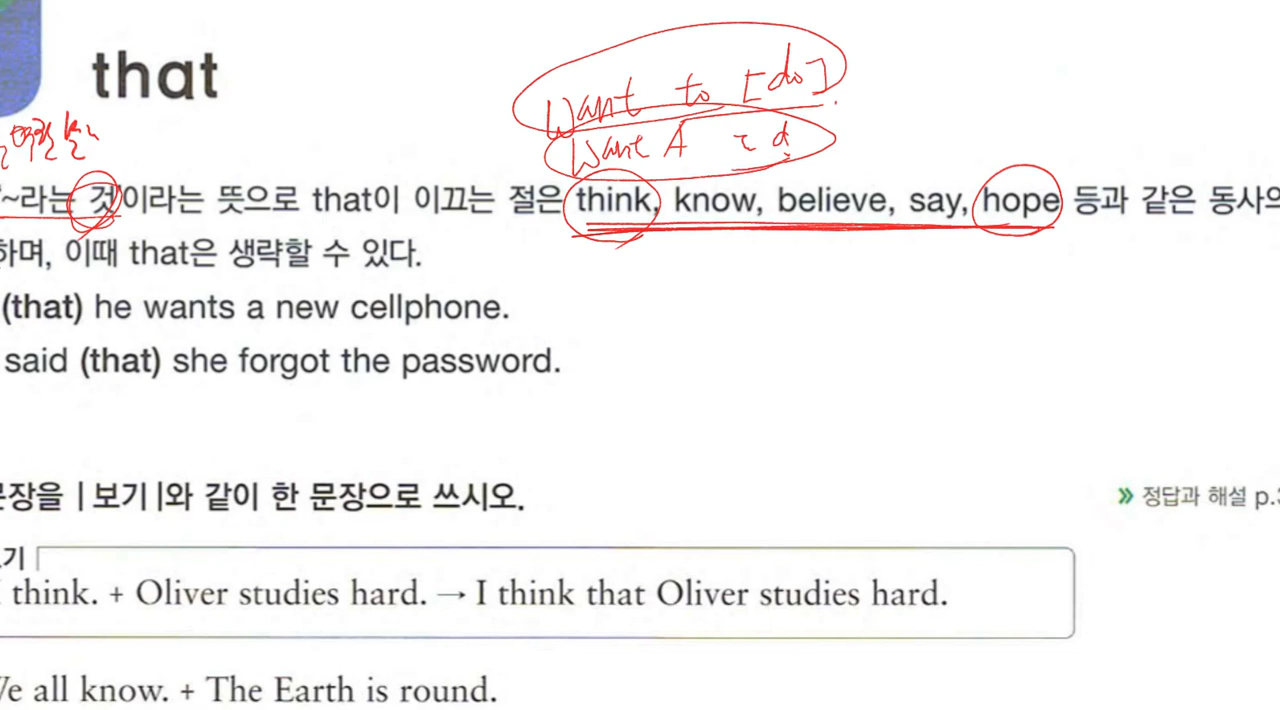 that
Want to [do]
Want A to do
'~라는 것'이라는 뜻으로 that이 이끄는 절은 think, know, believe, say, hope 등과 같은 동사의
하며, 이때 that은 생략할 수 있다.
(that) he wants a new cellphone.
said (that) she forgot the password.
문장을 |보기|와 같이 한 문장으로 쓰시오.
» 정답과 해설 p.3
기
I think. + Oliver studies hard. → I think that Oliver studies hard.
We all know. + The Earth is round.